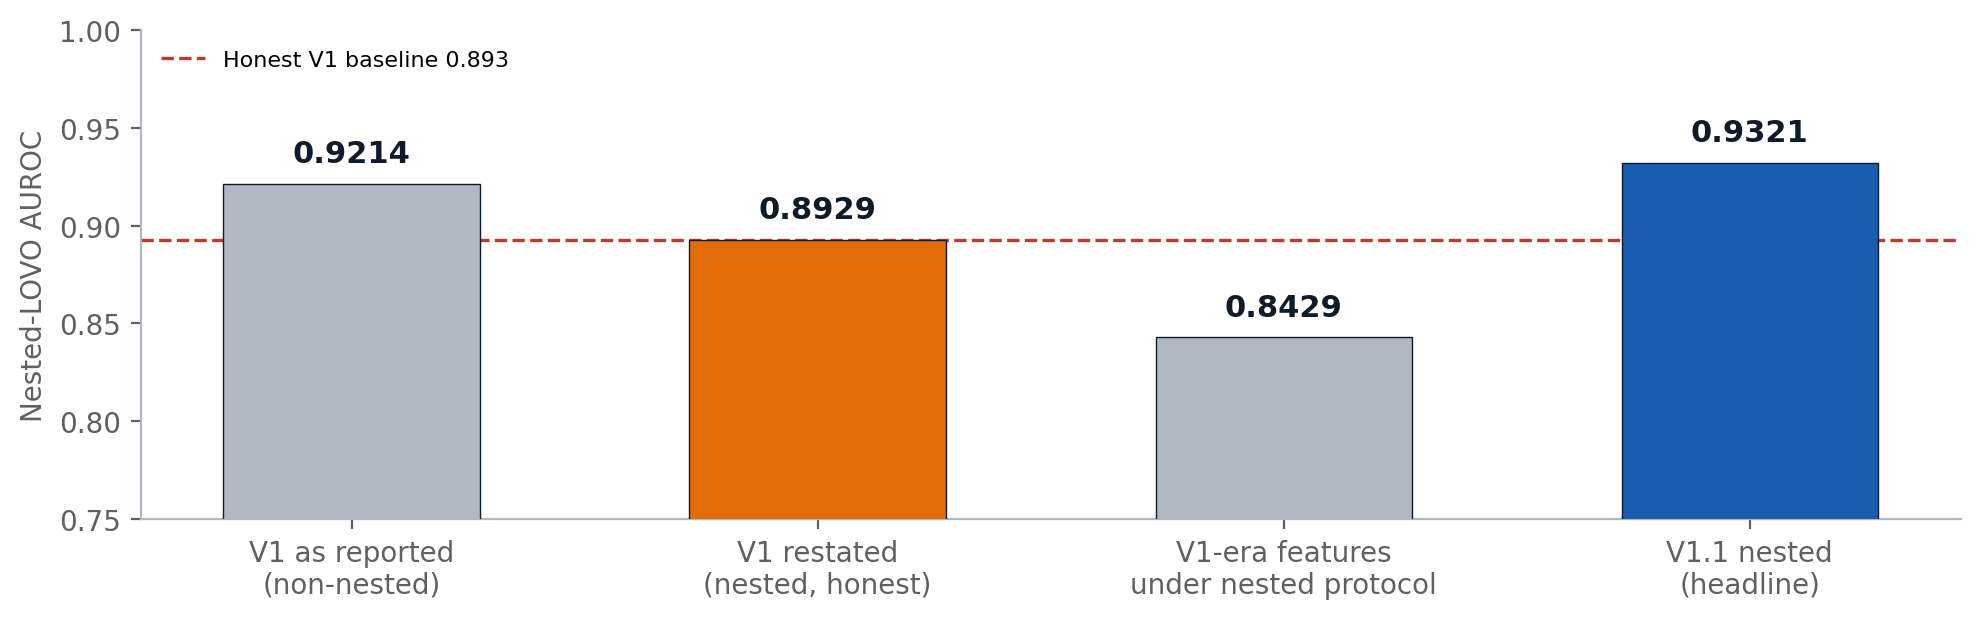 1.00
0.95
0.90
0.85
0.80
0.75
Nested-LOVO AUROC
Honest V1 baseline 0.893
0.9214
0.8929
0.8429
0.9321
V1 as reported
(non-nested)
V1 restated
(nested, honest)
V1-era features
under nested protocol
V1.1 nested
(headline)